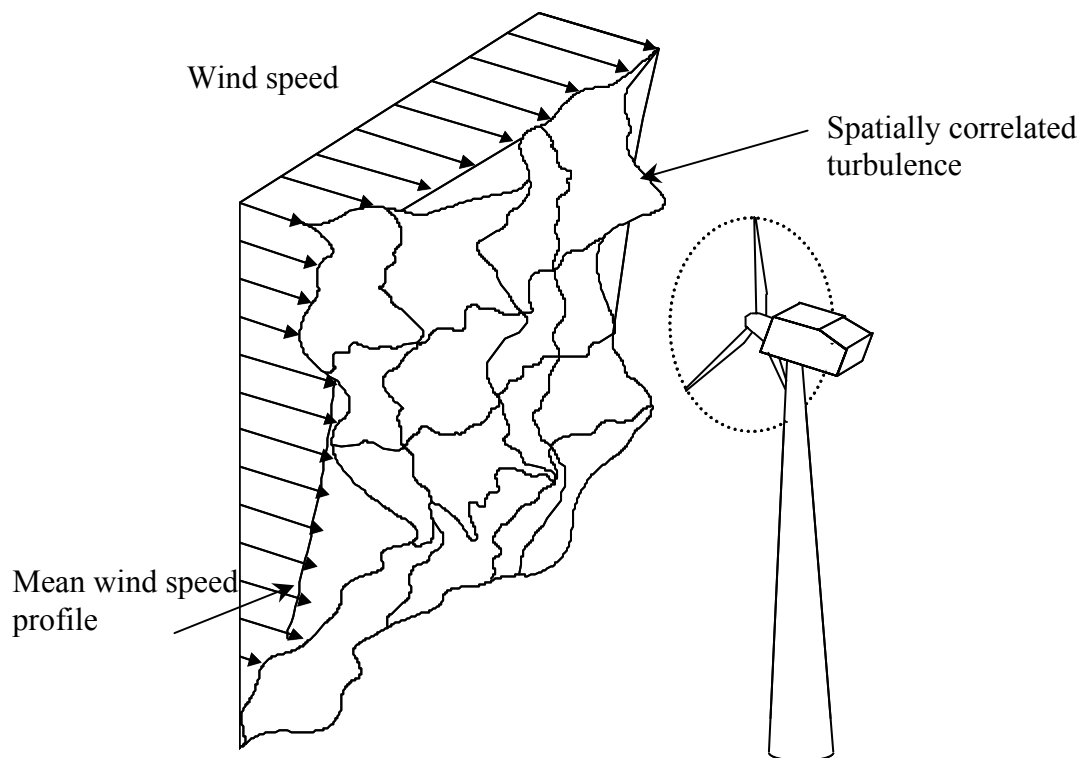 Wind speed
Spatially correlated
turbulence
Mean wind speed
profile